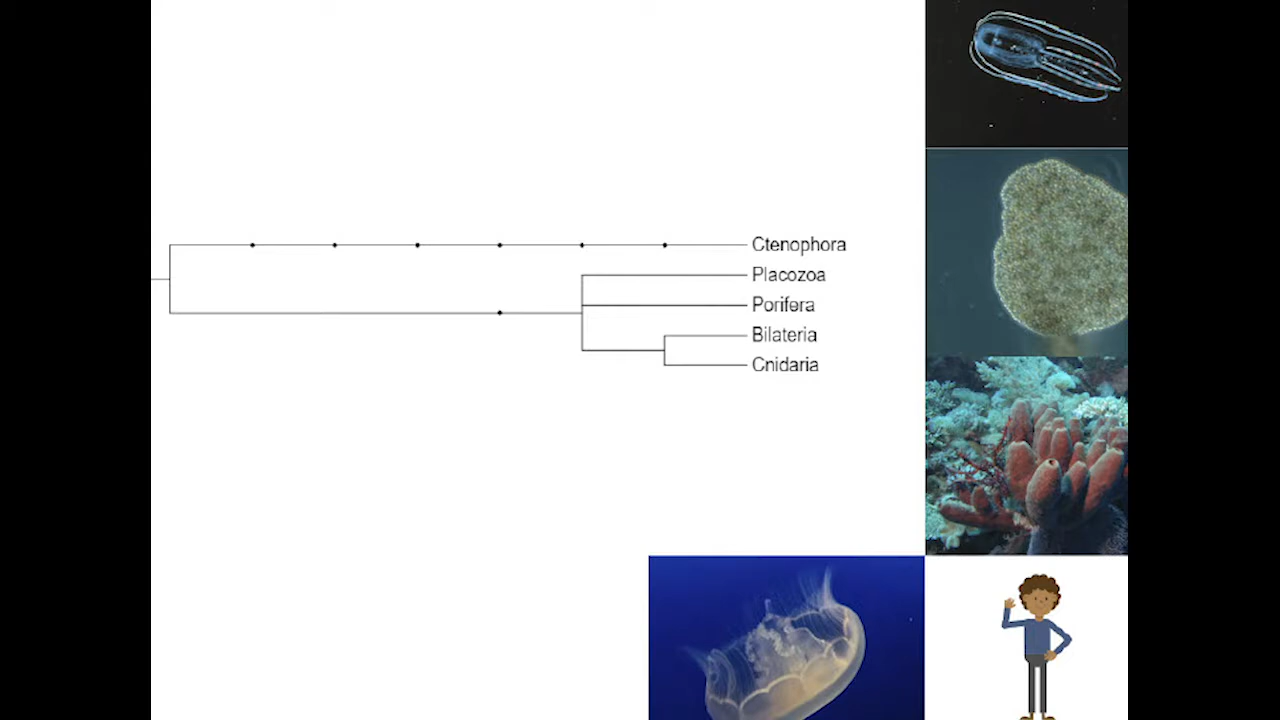 Ctenophora
Placozoa
Porifera
Bilateria
Cnidaria